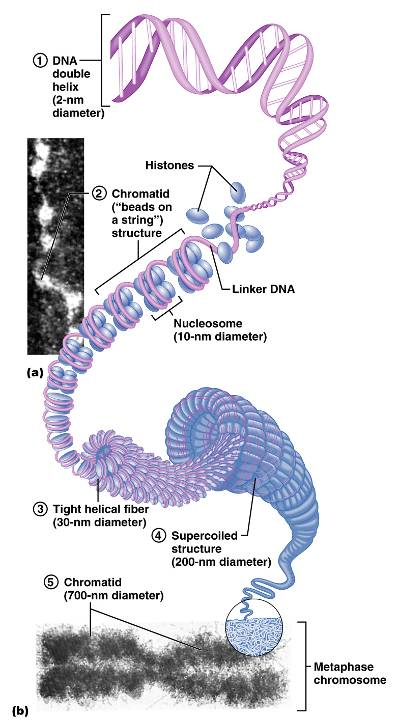 ① DNA
double
helix
(2-nm
diameter)
Histones
② Chromatid
("beads on
a string")
structure
Linker DNA
Nucleosome
(10-nm diameter)
(a)
③ Tight helical fiber
(30-nm diameter)
④ Supercoiled
structure
(200-nm diameter)
⑤ Chromatid
(700-nm diameter)
Metaphase
chromosome
(b)